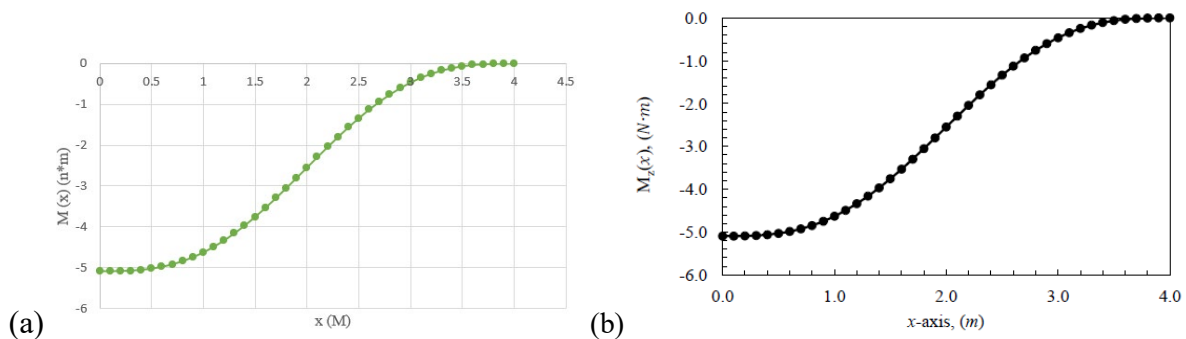 0
0 0.5 1 1.5 2 2.5 3 3.5 4 4.5
-1
-2
-3
-4
-5
-6
M (x) (n*m)
x (M)
(a)
0.0
-1.0
-2.0
-3.0
-4.0
-5.0
-6.0
0.0 1.0 2.0 3.0 4.0
Mz(x), (N·m)
x-axis, (m)
(b)